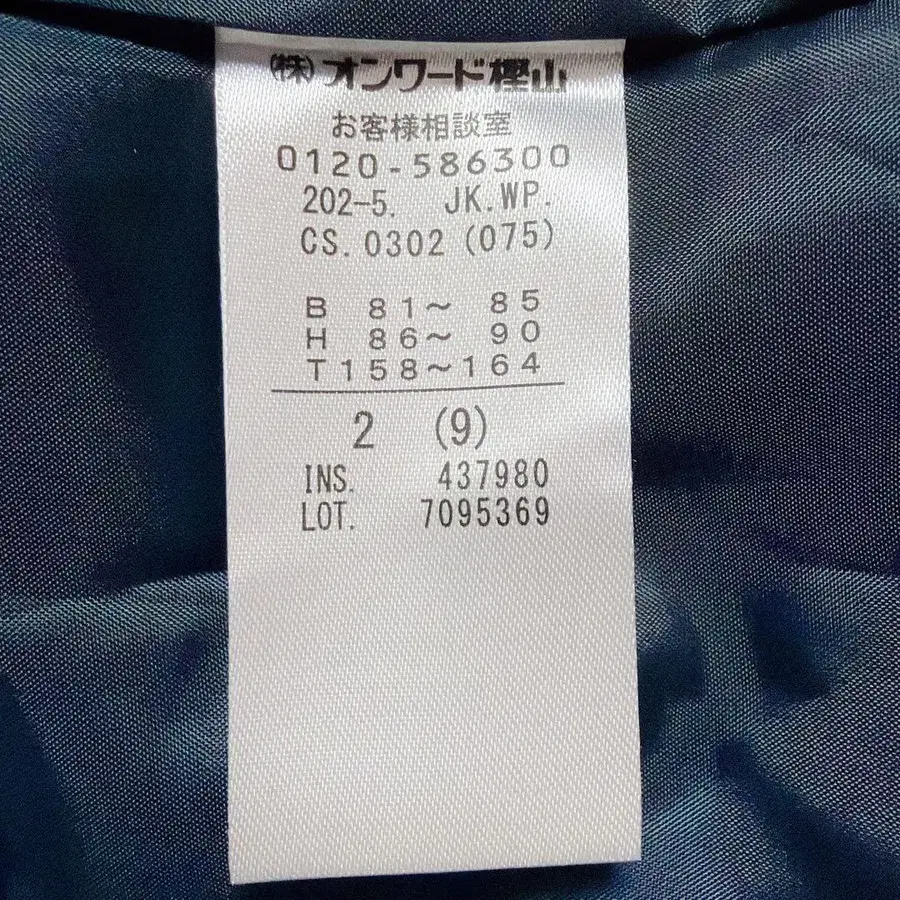 (株)オンワード樫山
お客様相談室
0120-586300
202-5. JK.WP.
CS.0302(075)
B 81～ 85
H 86～ 90
T158～164
2 (9)
INS. 437980
LOT. 7095369